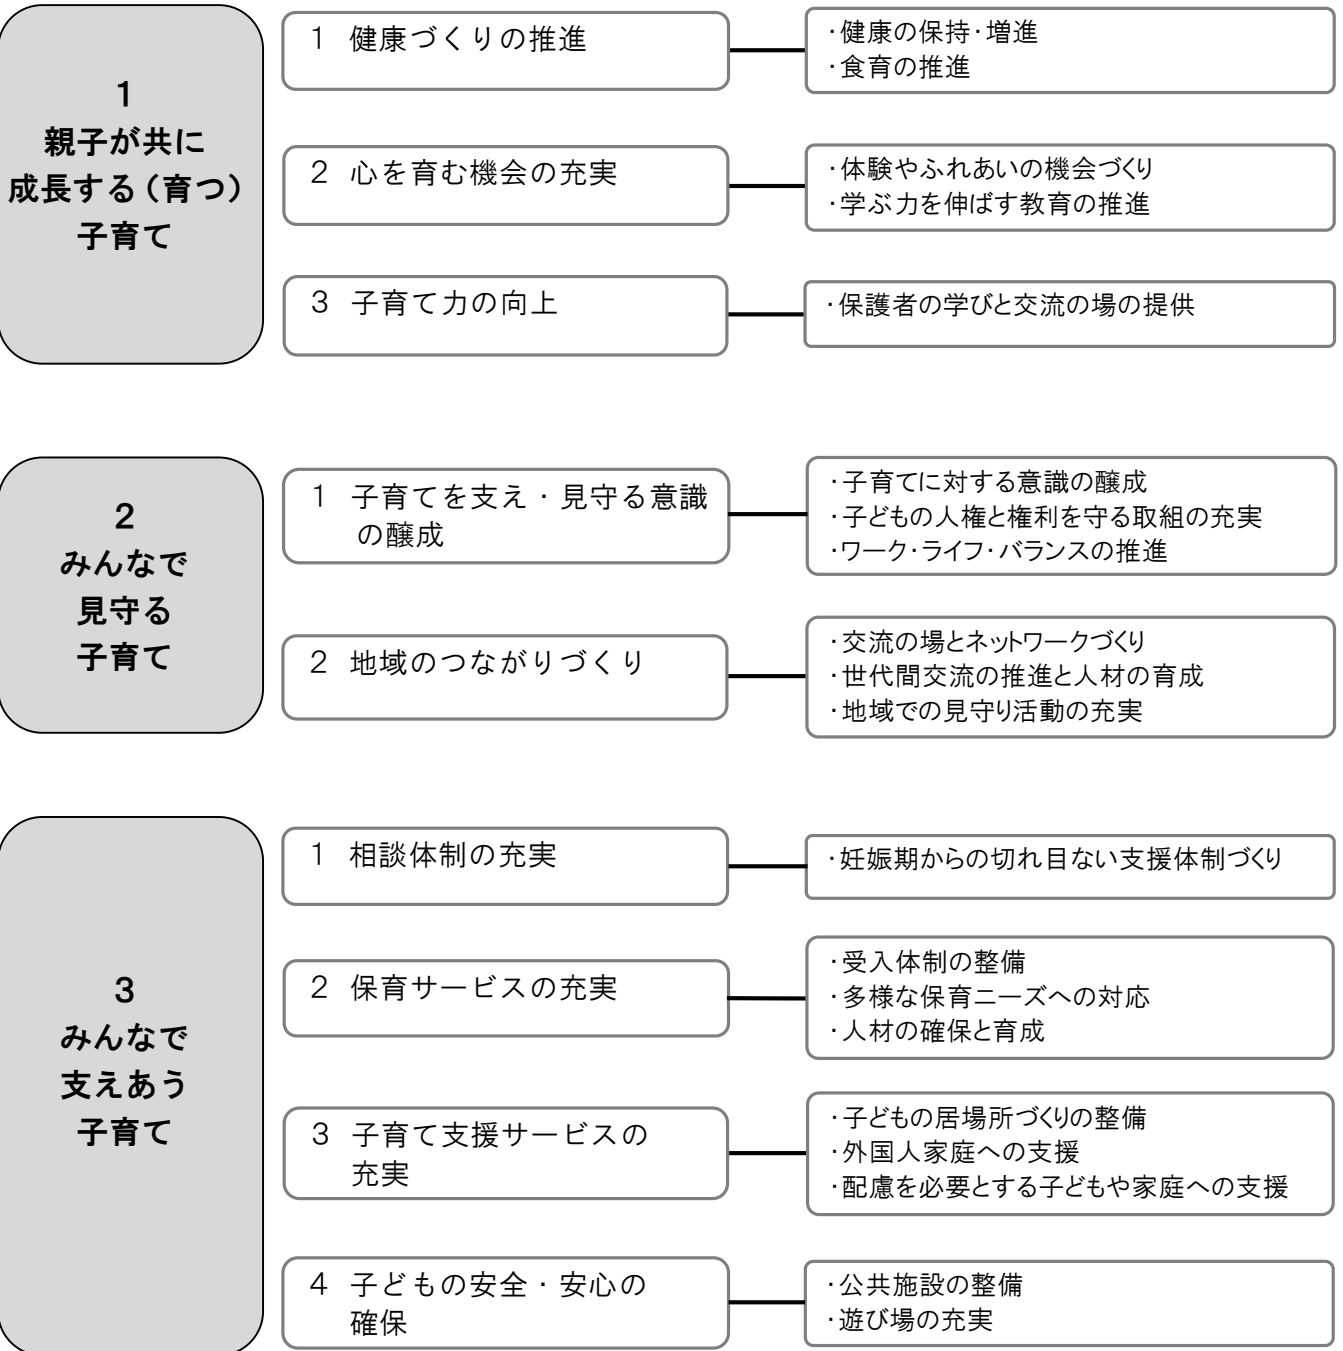 1
親子が共に
成長する（育つ）
子育て
1 健康づくりの推進
・健康の保持・増進
・食育の推進
2 心を育む機会の充実
・体験やふれあいの機会づくり
・学ぶ力を伸ばす教育の推進
3 子育て力の向上
・保護者の学びと交流の場の提供
2
みんなで
見守る
子育て
1 子育てを支え・見守る意識
の醸成
・子育てに対する意識の醸成
・子どもの人権と権利を守る取組の充実
・ワーク・ライフ・バランスの推進
2 地域のつながりづくり
・交流の場とネットワークづくり
・世代間交流の推進と人材の育成
・地域での見守り活動の充実
3
みんなで
支えあう
子育て
1 相談体制の充実
・妊娠期からの切れ目ない支援体制づくり
2 保育サービスの充実
・受入体制の整備
・多様な保育ニーズへの対応
・人材の確保と育成
3 子育て支援サービスの
充実
・子どもの居場所づくりの整備
・外国人家庭への支援
・配慮を必要とする子どもや家庭への支援
4 子どもの安全・安心の
確保
・公共施設の整備
・遊び場の充実